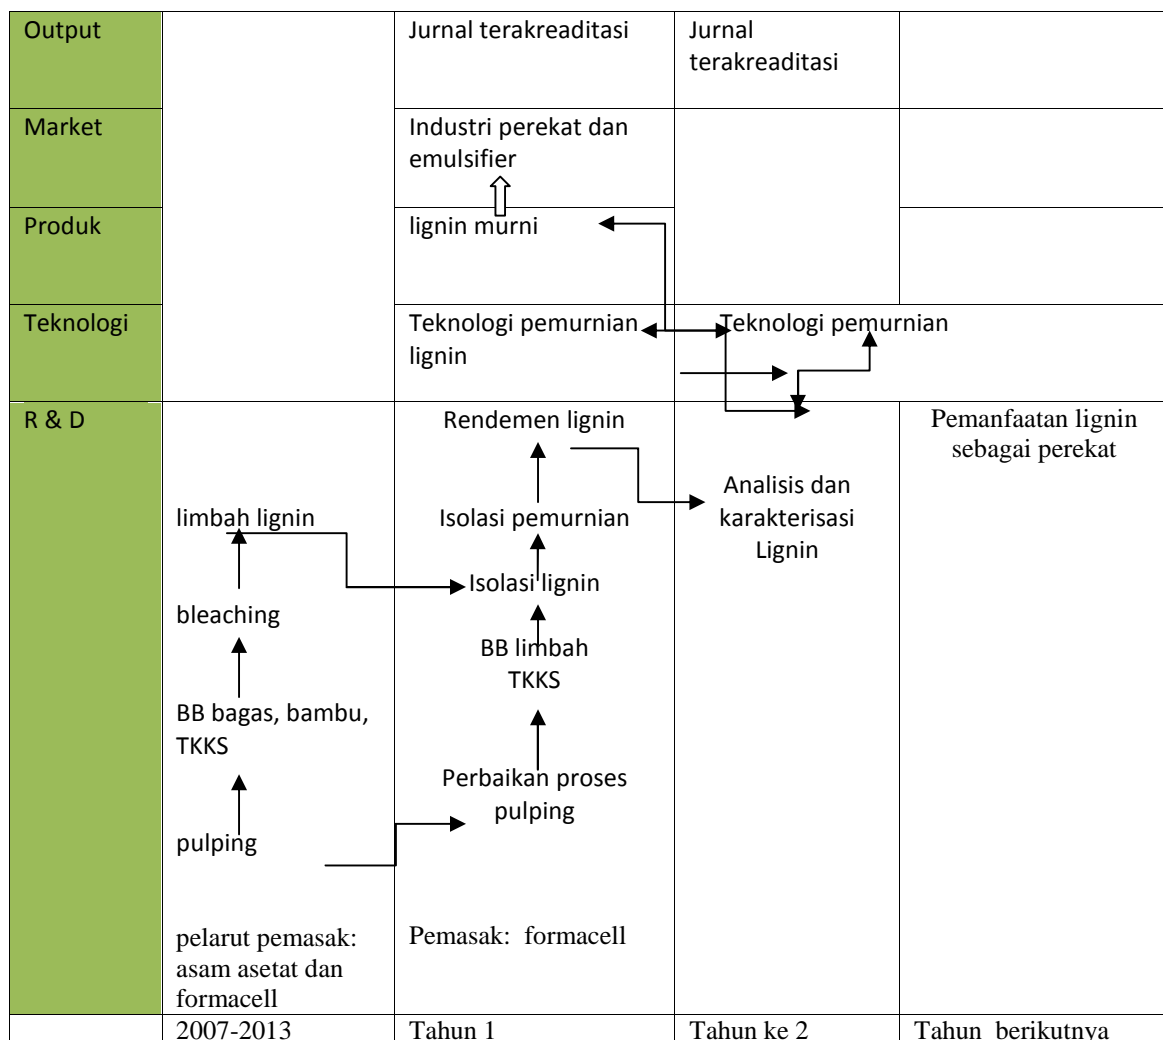 Output
Jurnal terakreaditasi
Jurnal
terakreaditasi
Market
Industri perekat dan
emulsifier
Produk
lignin murni
Teknologi
Teknologi pemurnian
lignin
Teknologi pemurnian
R & D
limbah lignin
bleaching
BB bagas, bambu,
TKKS
pulping
pelarut pemasak:
asam asetat dan
formacell
Rendemen lignin
Isolasi pemurnian
Isolasi lignin
BB limbah
TKKS
Perbaikan proses
pulping
Pemasak:  formacell
Analisis dan
karakterisasi
Lignin
Pemanfaatan lignin
sebagai perekat
2007-2013
Tahun 1
Tahun ke 2
Tahun  berikutnya